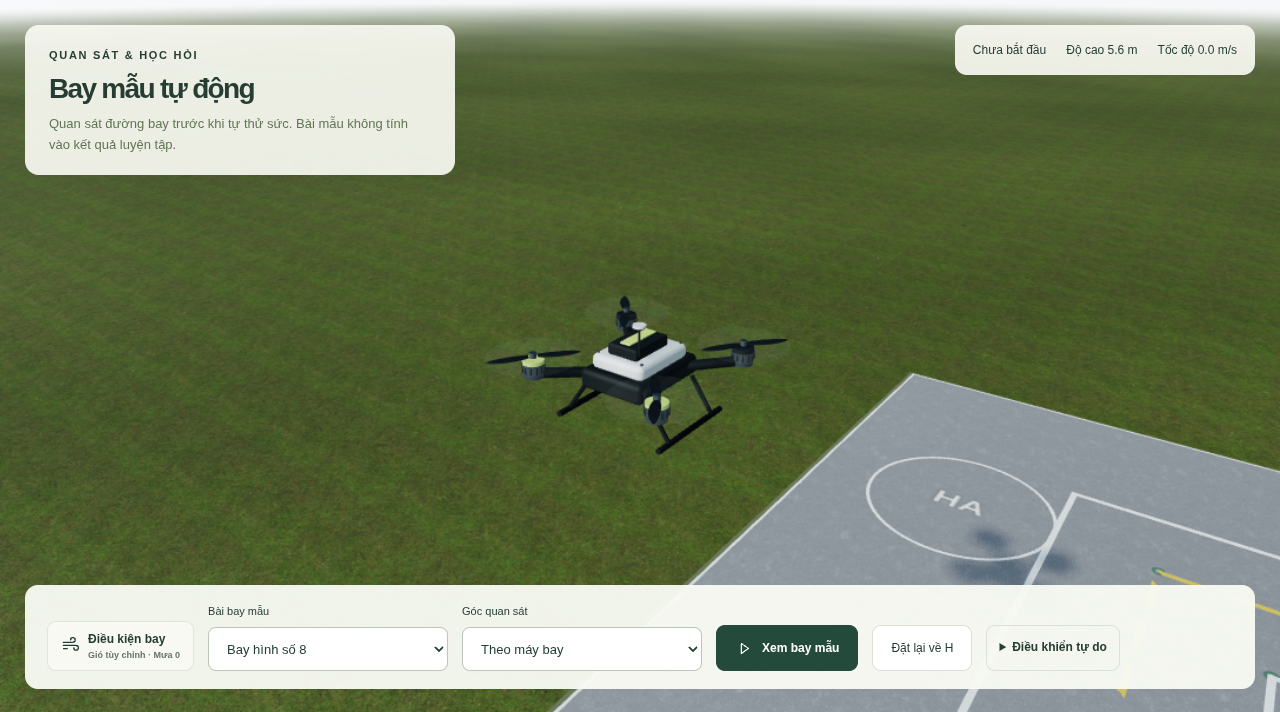 QUAN SÁT & HỌC HỎI
Bay mẫu tự động
Quan sát đường bay trước khi tự thử sức. Bài mẫu không tính
vào kết quả luyện tập.
Chưa bắt đầu Độ cao 5.6 m Tốc độ 0.0 m/s
HA
Bài bay mẫu
Góc quan sát
Điều kiện bay
Gió tùy chỉnh · Mưa 0
Bay hình số 8
Theo máy bay
Xem bay mẫu
Đặt lại về H
Điều khiển tự do